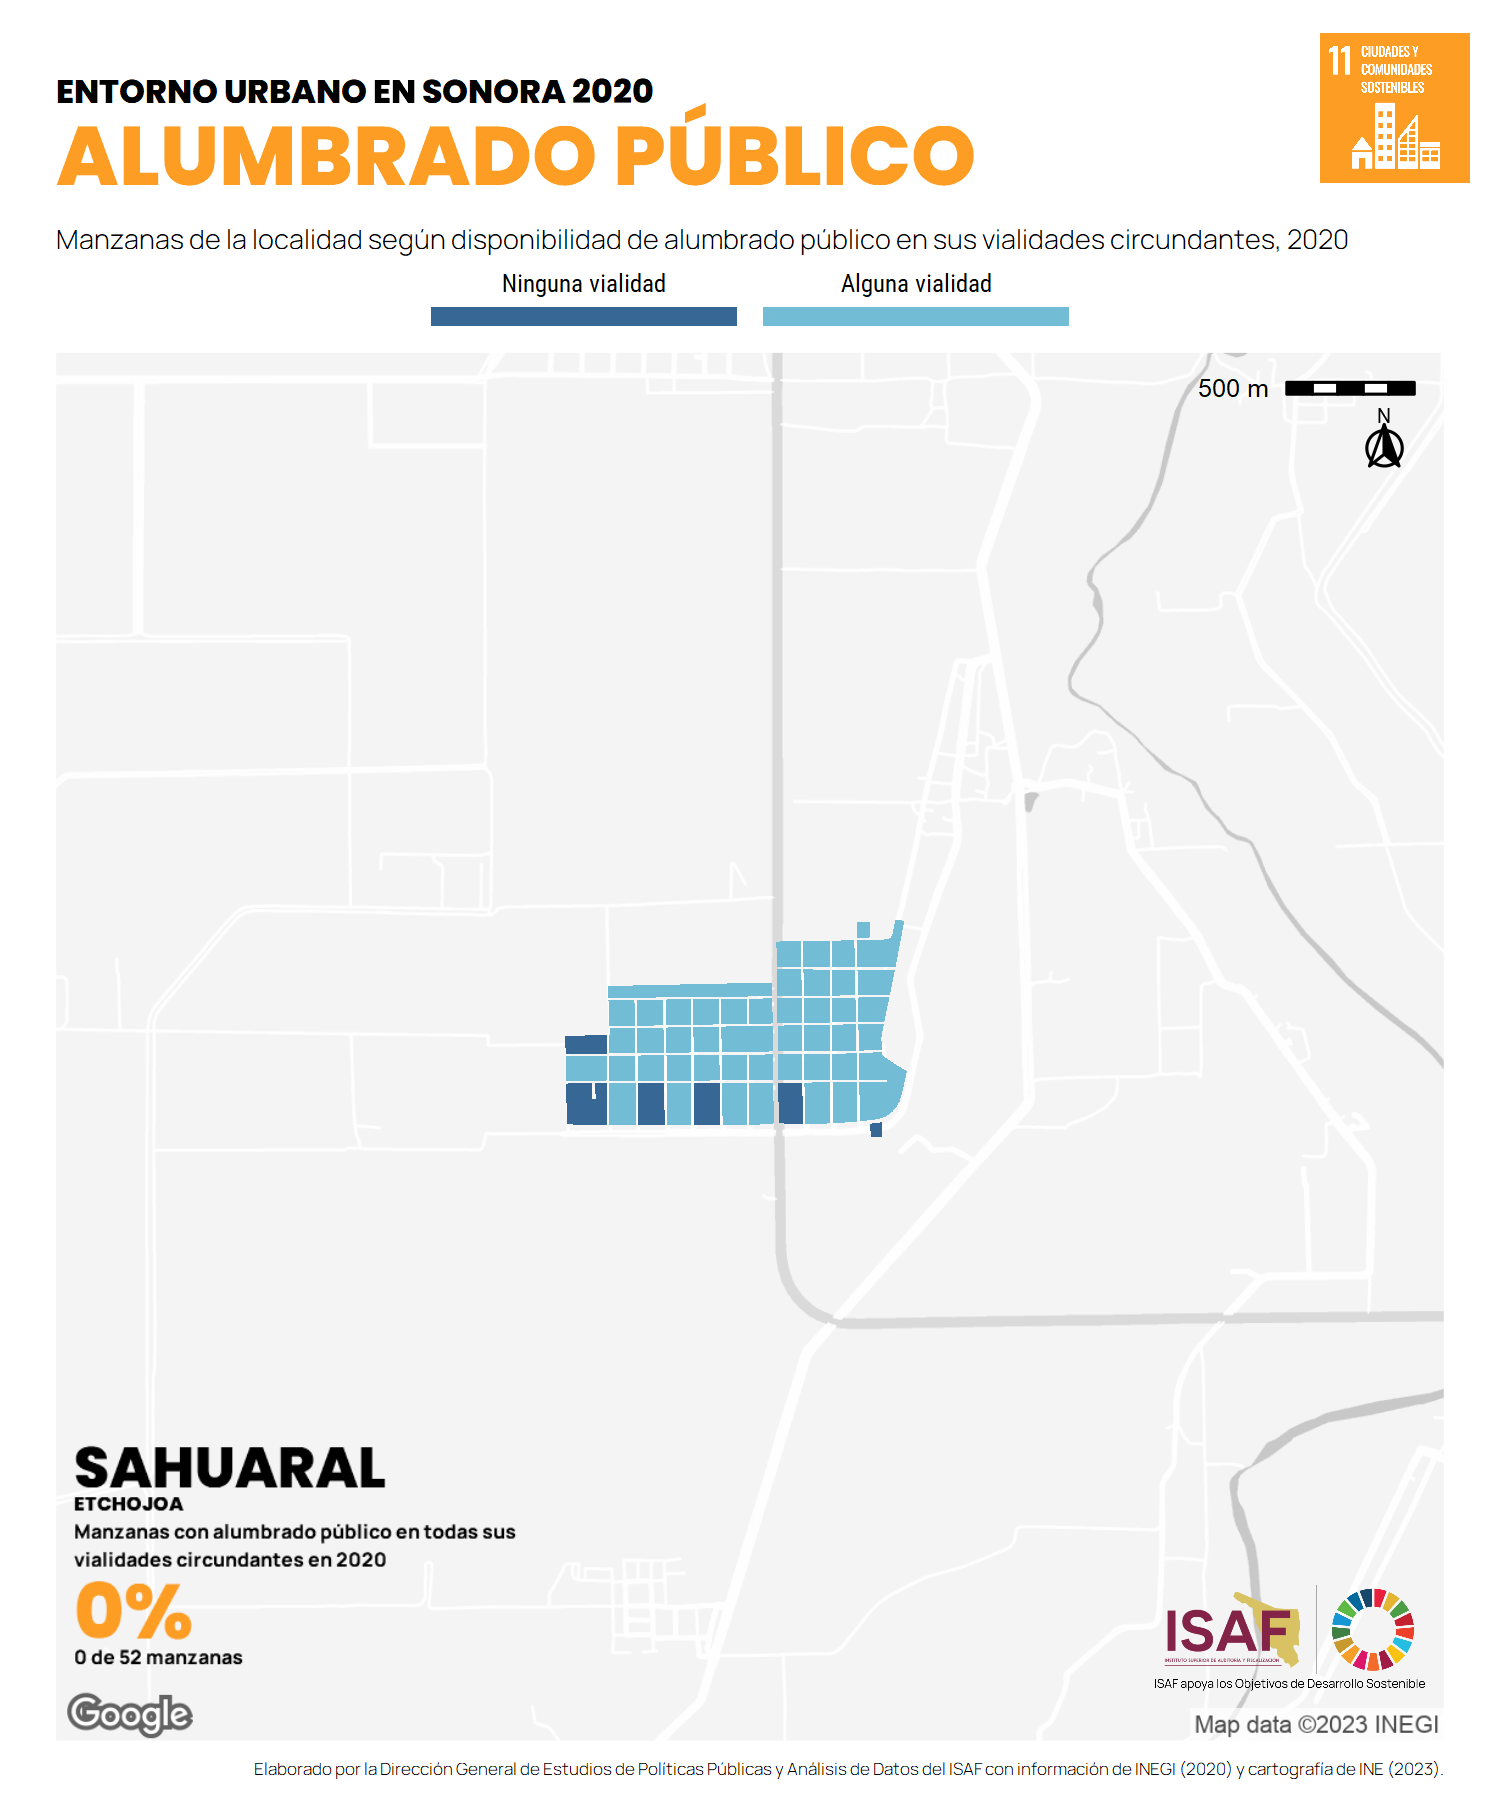 ENTORNO URBANO EN SONORA 2020
ALUMBRADO PÚBLICO
11 CIUDADES Y
COMUNIDADES
SOSTENIBLES
Manzanas de la localidad según disponibilidad de alumbrado público en sus vialidades circundantes, 2020
Ninguna vialidad
Alguna vialidad
500 m
N
SAHUARAL
ETCHOJOA
Manzanas con alumbrado público en todas sus
vialidades circundantes en 2020
0%
0 de 52 manzanas
ISAF
INSTITUTO SUPERIOR DE AUDITORÍA Y FISCALIZACIÓN
ISAF apoya los Objetivos de Desarrollo Sostenible
Google
Map data ©2023 INEGI
Elaborado por la Dirección General de Estudios de Políticas Públicas y Análisis de Datos del ISAF con información de INEGI (2020) y cartografía de INE (2023).